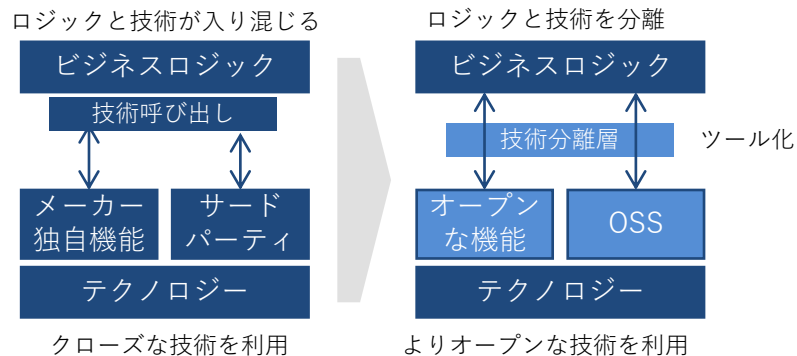 ロジックと技術が入り混じる
ビジネスロジック
技術呼び出し
メーカー
独自機能
サード
パーティ
テクノロジー
クローズな技術を利用
ロジックと技術を分離
ビジネスロジック
技術分離層
ツール化
オープン
な機能
OSS
テクノロジー
よりオープンな技術を利用